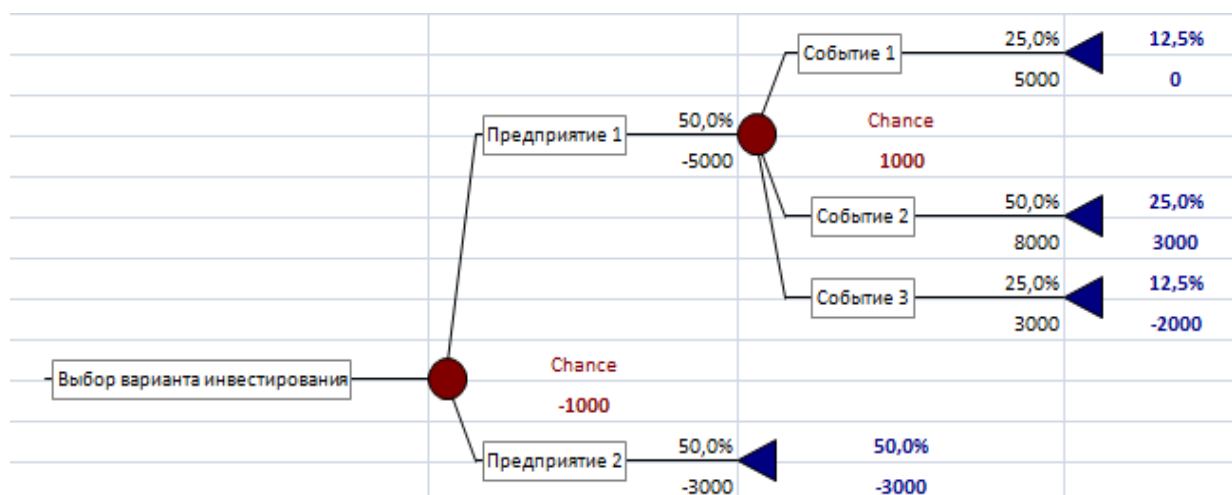 Событие 1 25,0% 12,5%
5000 0
Предприятие 1 50,0% Chance
-5000 1000
Событие 2 50,0% 25,0%
8000 3000
Событие 3 25,0% 12,5%
3000 -2000
Выбор варианта инвестирования Chance
-1000
Предприятие 2 50,0% 50,0%
-3000 -3000